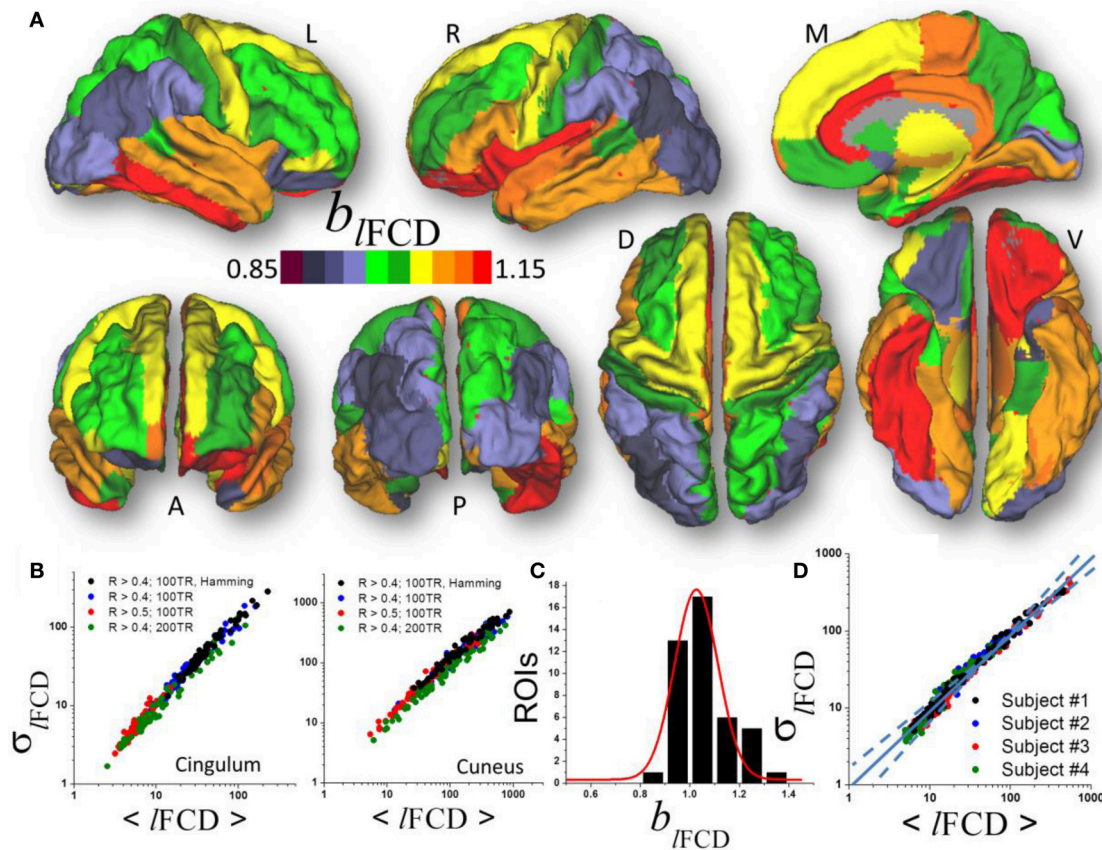 A
L
R
M
b lFCD
0.85
1.15
D
V
A
P
B
R > 0.4; 100TR, Hamming
R > 0.4; 100TR
R > 0.5; 100TR
R > 0.4; 200TR
100
10
1
σ lFCD
Cingulum
1
10
100
< lFCD >
R > 0.4; 100TR, Hamming
R > 0.4; 100TR
R > 0.5; 100TR
R > 0.4; 200TR
1000
100
10
1
Cuneus
1
10
100
1000
< lFCD >
C
ROIs
18
16
14
12
10
8
6
4
2
0
0.6
0.8
1.0
1.2
1.4
b lFCD
D
σ lFCD
1000
100
10
1
Subject #1
Subject #2
Subject #3
Subject #4
1
10
100
1000
< lFCD >